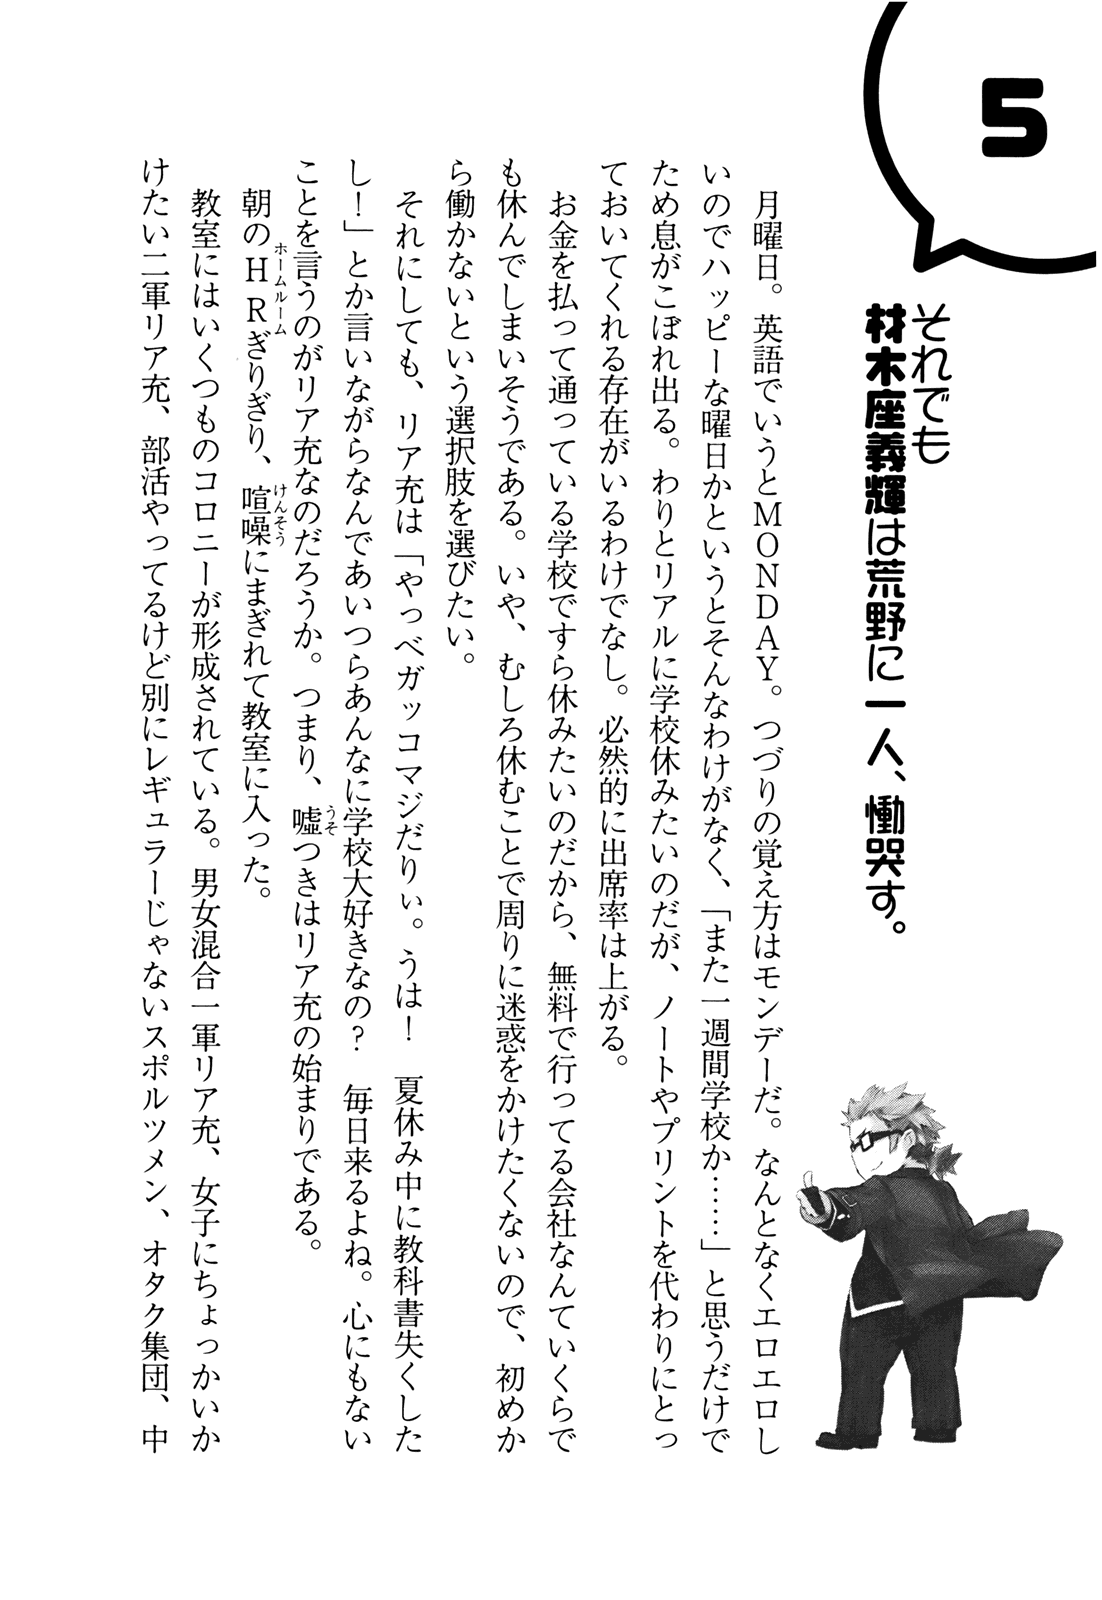 5
それでも
材木座義輝は荒野に一人、慟哭す。
　月曜日。英語でいうとＭＯＮＤＡＹ。つづりの覚え方はモンデーだ。なんとなくエロエロし
いのでハッピーな曜日かというとそんなわけがなく、「また一週間学校か……」と思うだけで
ため息がこぼれ出る。わりとリアルに学校休みたいのだが、ノートやプリントを代わりにとっ
ておいてくれる存在がいるわけでなし。必然的に出席率は上がる。
　お金を払って通っている学校ですら休みたいのだから、無料で行ってる会社なんていくらで
も休んでしまいそうである。いや、むしろ休むことで周りに迷惑をかけたくないので、初めか
ら働かないという選択肢を選びたい。
　それにしても、リア充は「やっべガッコマジだりぃ。うは！　夏休み中に教科書失くした
し！」とか言いながらなんであいつらあんなに学校大好きなの？　毎日来るよね。心にもない
ことを言うのがリア充なのだろうか。つまり、嘘つきはリア充の始まりである。
うそ
　朝のＨＲぎりぎり、喧噪にまぎれて教室に入った。
ホームルーム
けんそう
　教室にはいくつものコロニーが形成されている。男女混合一軍リア充、女子にちょっかいか
けたい二軍リア充、部活やってるけど別にレギュラーじゃないスポルツメン、オタク集団、中